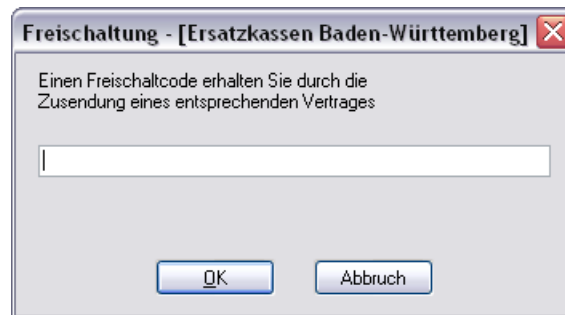 Freischaltung - [Ersatzkassen Baden-Württemberg]
Einen Freischaltcode erhalten Sie durch die
Zusendung eines entsprechenden Vertrages
OK
Abbruch